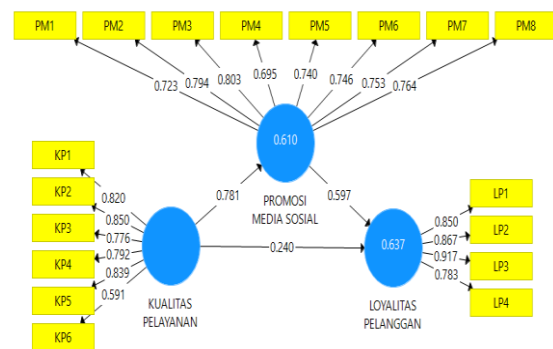 PM1 PM2 PM3 PM4 PM5 PM6 PM7 PM8
0.723 0.794 0.803 0.695 0.740 0.746 0.753 0.764
0.610
PROMOSI
MEDIA SOSIAL
KP1
KP2
KP3
KP4
KP5
KP6
0.820
0.850
0.776
0.792
0.839
0.591
KUALITAS
PELAYANAN
0.781
0.597
0.240
0.637
LOYALITAS
PELANGGAN
0.850
0.867
0.917
0.783
LP1
LP2
LP3
LP4